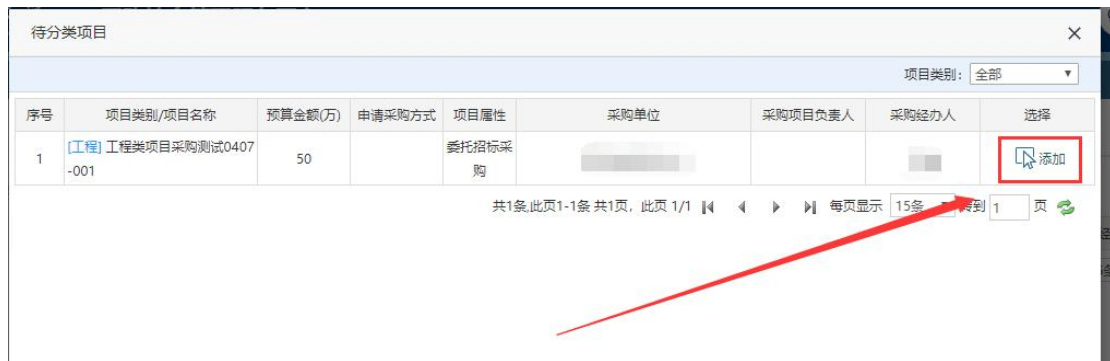 待分类项目
项目类别: 全部
序号 项目类别/项目名称 预算金额(万) 申请采购方式 项目属性 采购单位 采购项目负责人 采购经办人 选择
1 [工程] 工程类项目采购测试0407 50 委托招标采 添加
-001 购
共1条,此页1-1条 共1页, 此页 1/1 每页显示 15条 转到 1 页